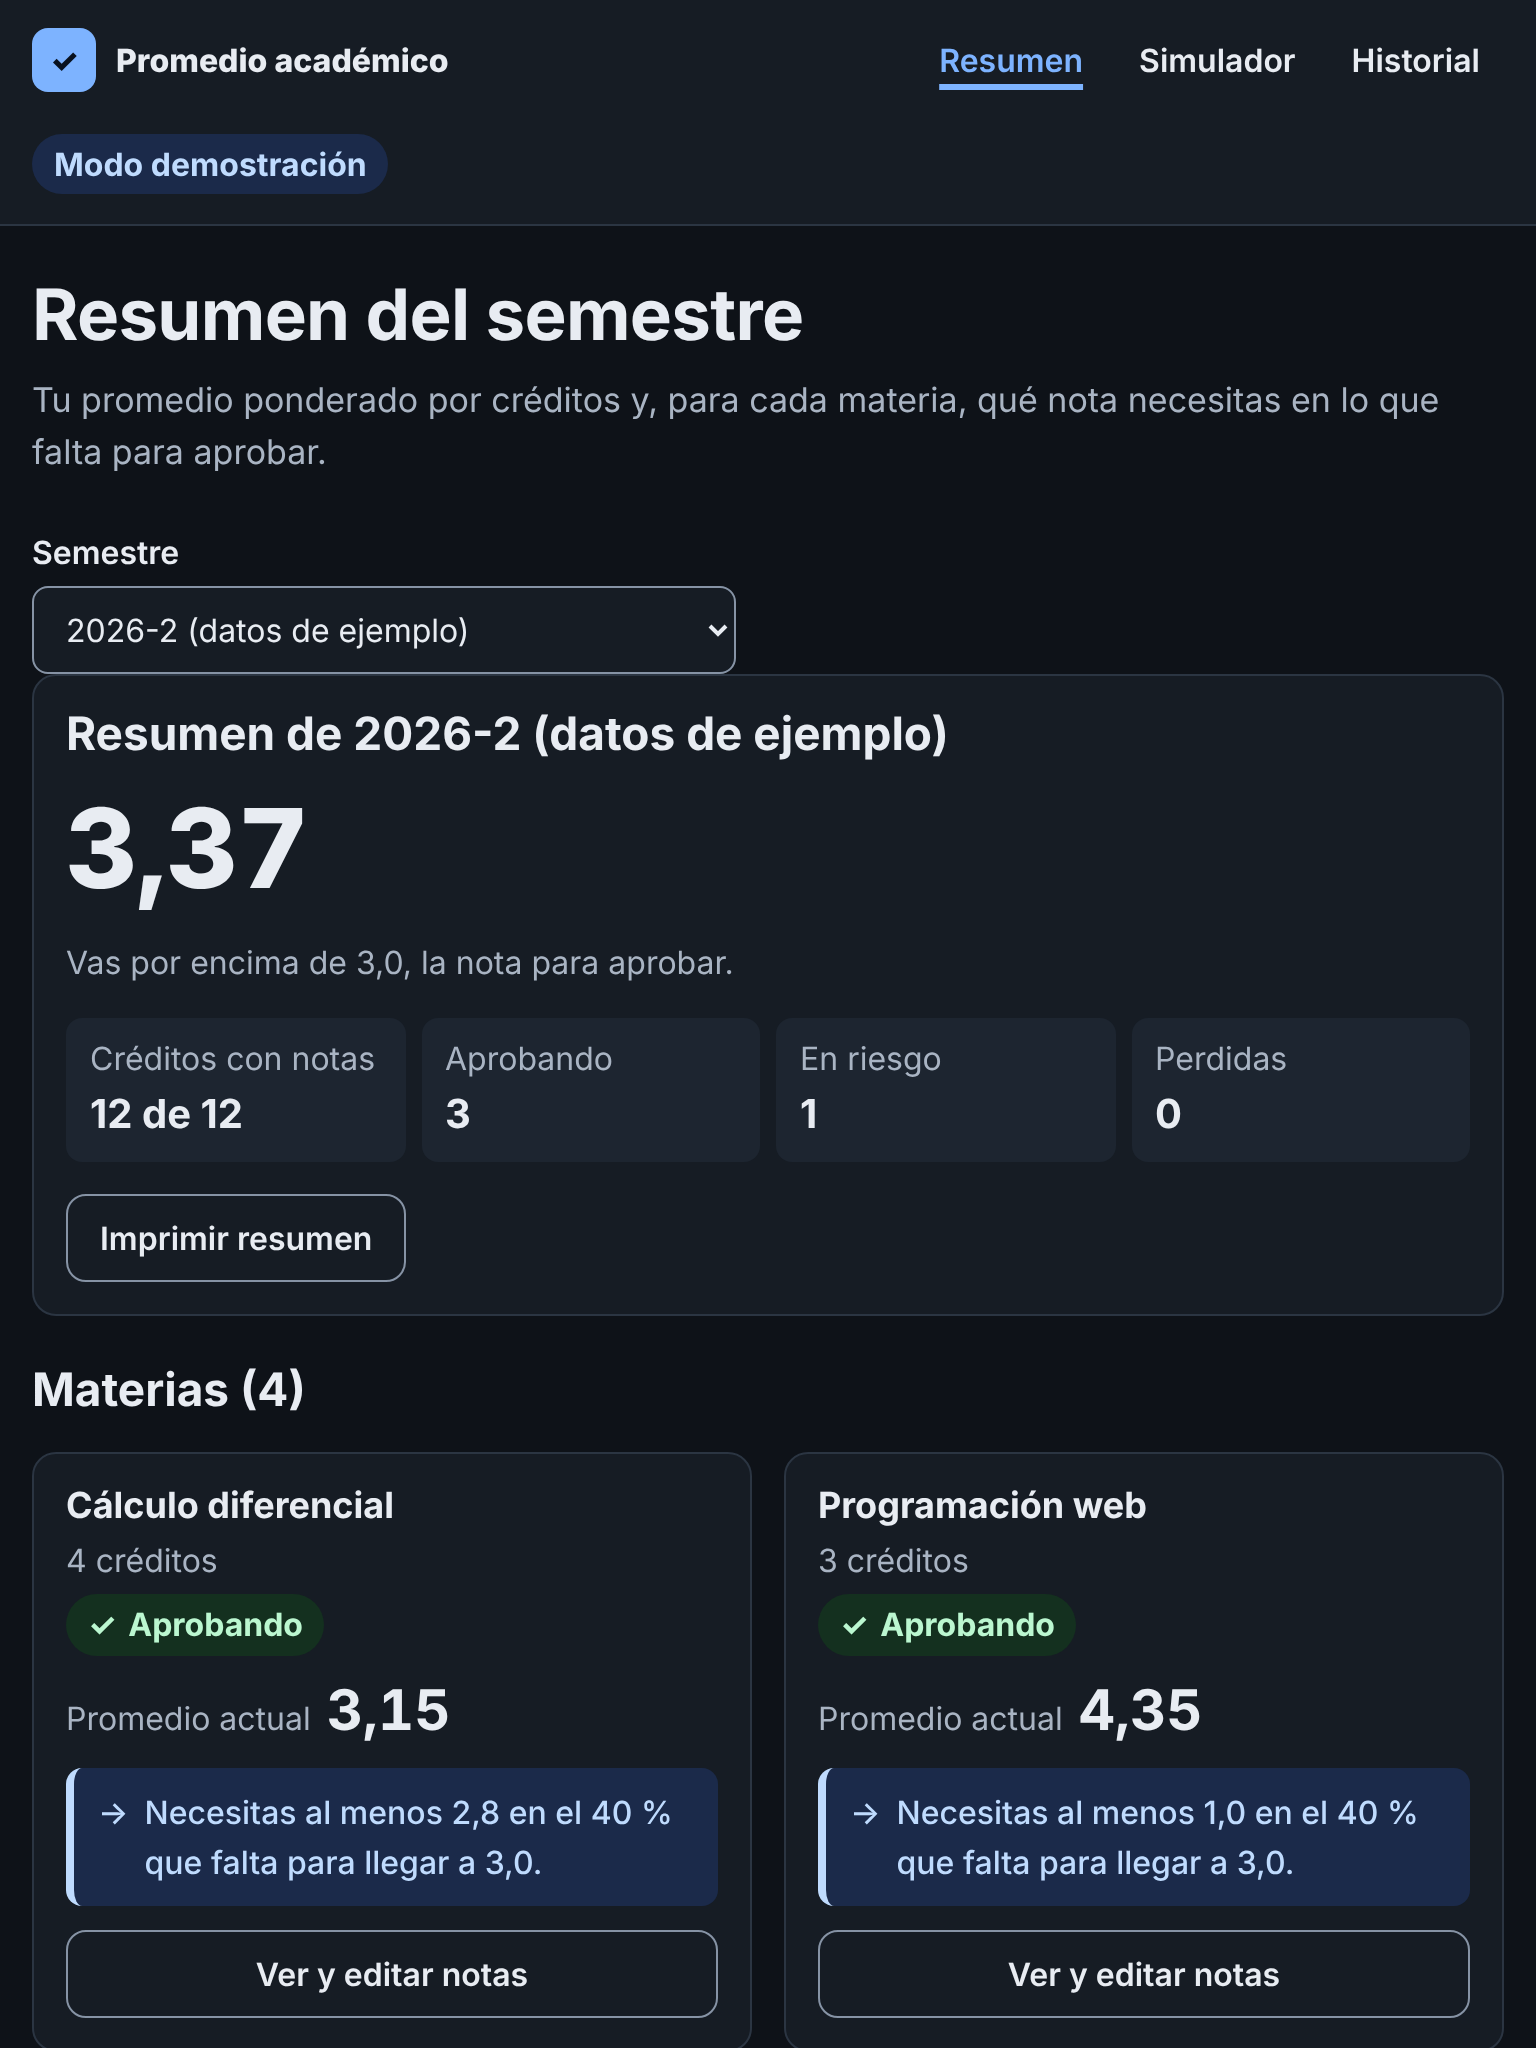 Promedio académico
Resumen
Simulador
Historial
Modo demostración
Resumen del semestre
Tu promedio ponderado por créditos y, para cada materia, qué nota necesitas en lo que
falta para aprobar.
Semestre
2026-2 (datos de ejemplo)
Resumen de 2026-2 (datos de ejemplo)
3,37
Vas por encima de 3,0, la nota para aprobar.
Créditos con notas
12 de 12
Aprobando
3
En riesgo
1
Perdidas
0
Imprimir resumen
Materias (4)
Cálculo diferencial
4 créditos
✓ Aprobando
Promedio actual 3,15
→ Necesitas al menos 2,8 en el 40 %
que falta para llegar a 3,0.
Ver y editar notas
Programación web
3 créditos
✓ Aprobando
Promedio actual 4,35
→ Necesitas al menos 1,0 en el 40 %
que falta para llegar a 3,0.
Ver y editar notas